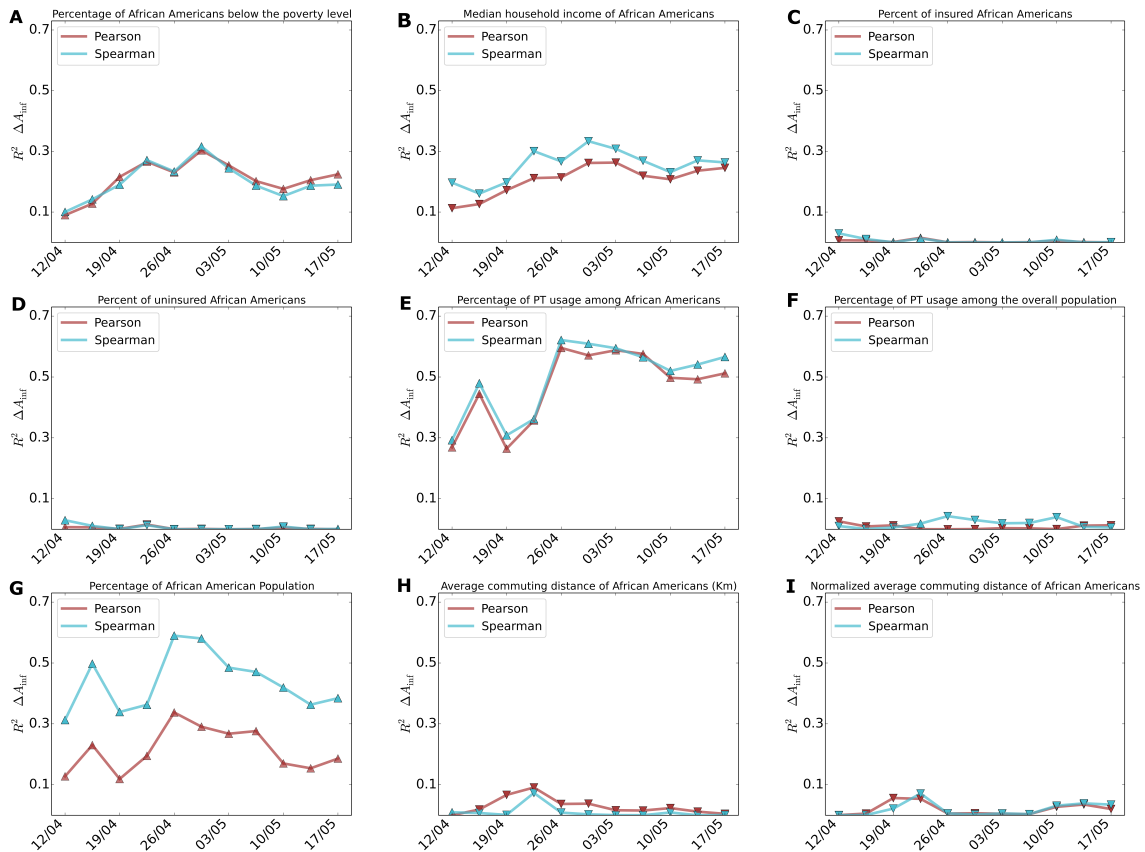 A Percentage of African Americans below the poverty level
0.7
0.5
0.3
0.1
R² ΔA_inf
Pearson
Spearman
12/04 19/04 26/04 03/05 10/05 17/05
B Median household income of African Americans
0.7
0.5
0.3
0.1
R² ΔA_inf
Pearson
Spearman
12/04 19/04 26/04 03/05 10/05 17/05
C Percent of insured African Americans
0.7
0.5
0.3
0.1
R² ΔA_inf
Pearson
Spearman
12/04 19/04 26/04 03/05 10/05 17/05
D Percent of uninsured African Americans
0.7
0.5
0.3
0.1
R² ΔA_inf
Pearson
Spearman
12/04 19/04 26/04 03/05 10/05 17/05
E Percentage of PT usage among African Americans
0.7
0.5
0.3
0.1
R² ΔA_inf
Pearson
Spearman
12/04 19/04 26/04 03/05 10/05 17/05
F Percentage of PT usage among the overall population
0.7
0.5
0.3
0.1
R² ΔA_inf
Pearson
Spearman
12/04 19/04 26/04 03/05 10/05 17/05
G Percentage of African American Population
0.7
0.5
0.3
0.1
R² ΔA_inf
Pearson
Spearman
12/04 19/04 26/04 03/05 10/05 17/05
H Average commuting distance of African Americans (Km)
0.7
0.5
0.3
0.1
R² ΔA_inf
Pearson
Spearman
12/04 19/04 26/04 03/05 10/05 17/05
I Normalized average commuting distance of African Americans
0.7
0.5
0.3
0.1
R² ΔA_inf
Pearson
Spearman
12/04 19/04 26/04 03/05 10/05 17/05